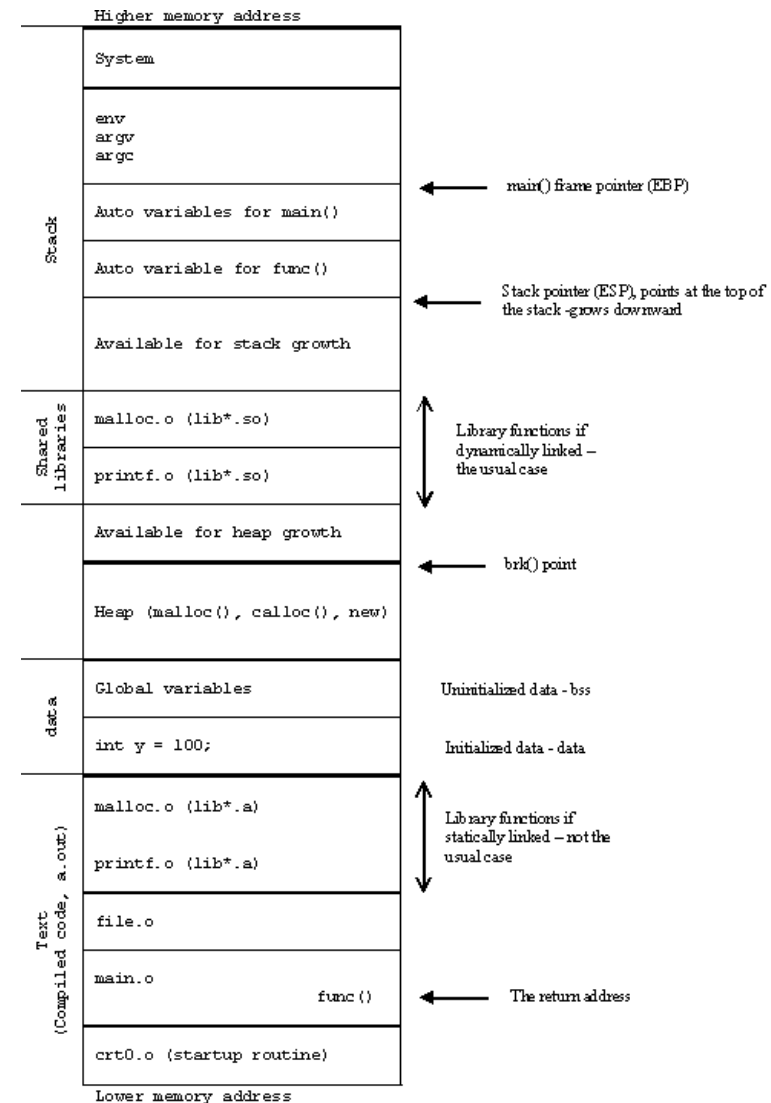 Higher memory address
System
env
argv
argc
main() frame pointer (EBP)
Auto variables for main()
Stack
Auto variable for func()
Stack pointer (ESP), points at the top of
the stack -grows downward
Available for stack growth
malloc.o (lib*.so)
Shared
libraries
Library functions if
dynamically linked –
the usual case
printf.o (lib*.so)
Available for heap growth
brk() point
Heap (malloc(), calloc(), new)
data
Global variables
Uninitialized data - bss
int y = 100;
Initialized data - data
malloc.o (lib*.a)
Library functions if
statically linked – not the
usual case
printf.o (lib*.a)
Text
(Compiled code, a.out)
file.o
main.o
func()
The return address
crt0.o (startup routine)
Lower memory address